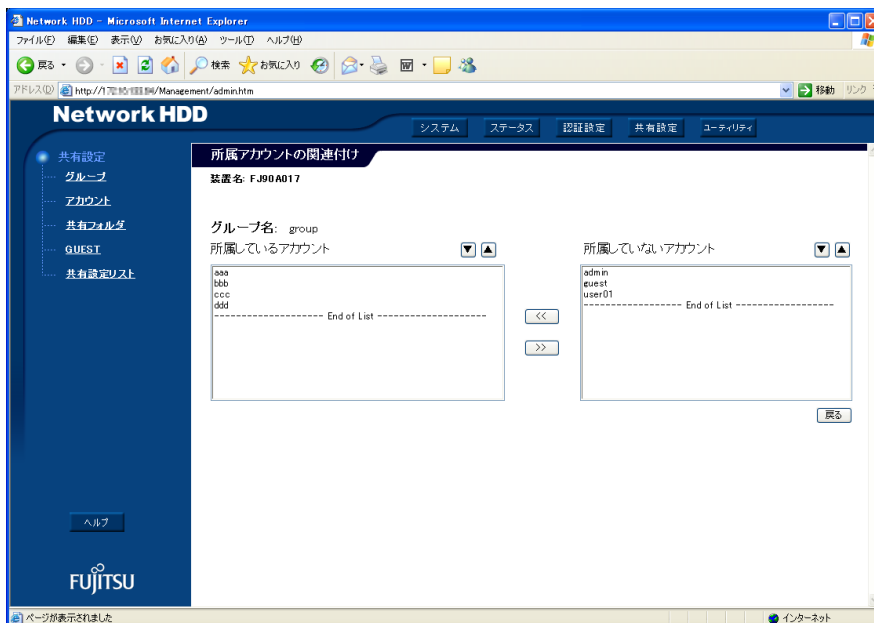 Network HDD - Microsoft Internet Explorer
ファイル(F) 編集(E) 表示(V) お気に入り(A) ツール(T) ヘルプ(H)
戻る 検索 お気に入り
アドレス(D) http://172.16.      /Management/admin.htm 移動 リンク
Network HDD
システム ステータス 認証設定 共有設定 ユーティリティ
共有設定
グループ
アカウント
共有フォルダ
GUEST
共有設定リスト
ヘルプ
FUJITSU
所属アカウントの関連付け
装置名: FJ90A017
グループ名: group
所属しているアカウント ▼ ▲ 所属していないアカウント ▼ ▲
aaa
bbb
ccc
ddd
-------------------- End of List --------------------
<<
>>
admin
guest
user01
------------------- End of List ------------------
戻る
ページが表示されました インターネット